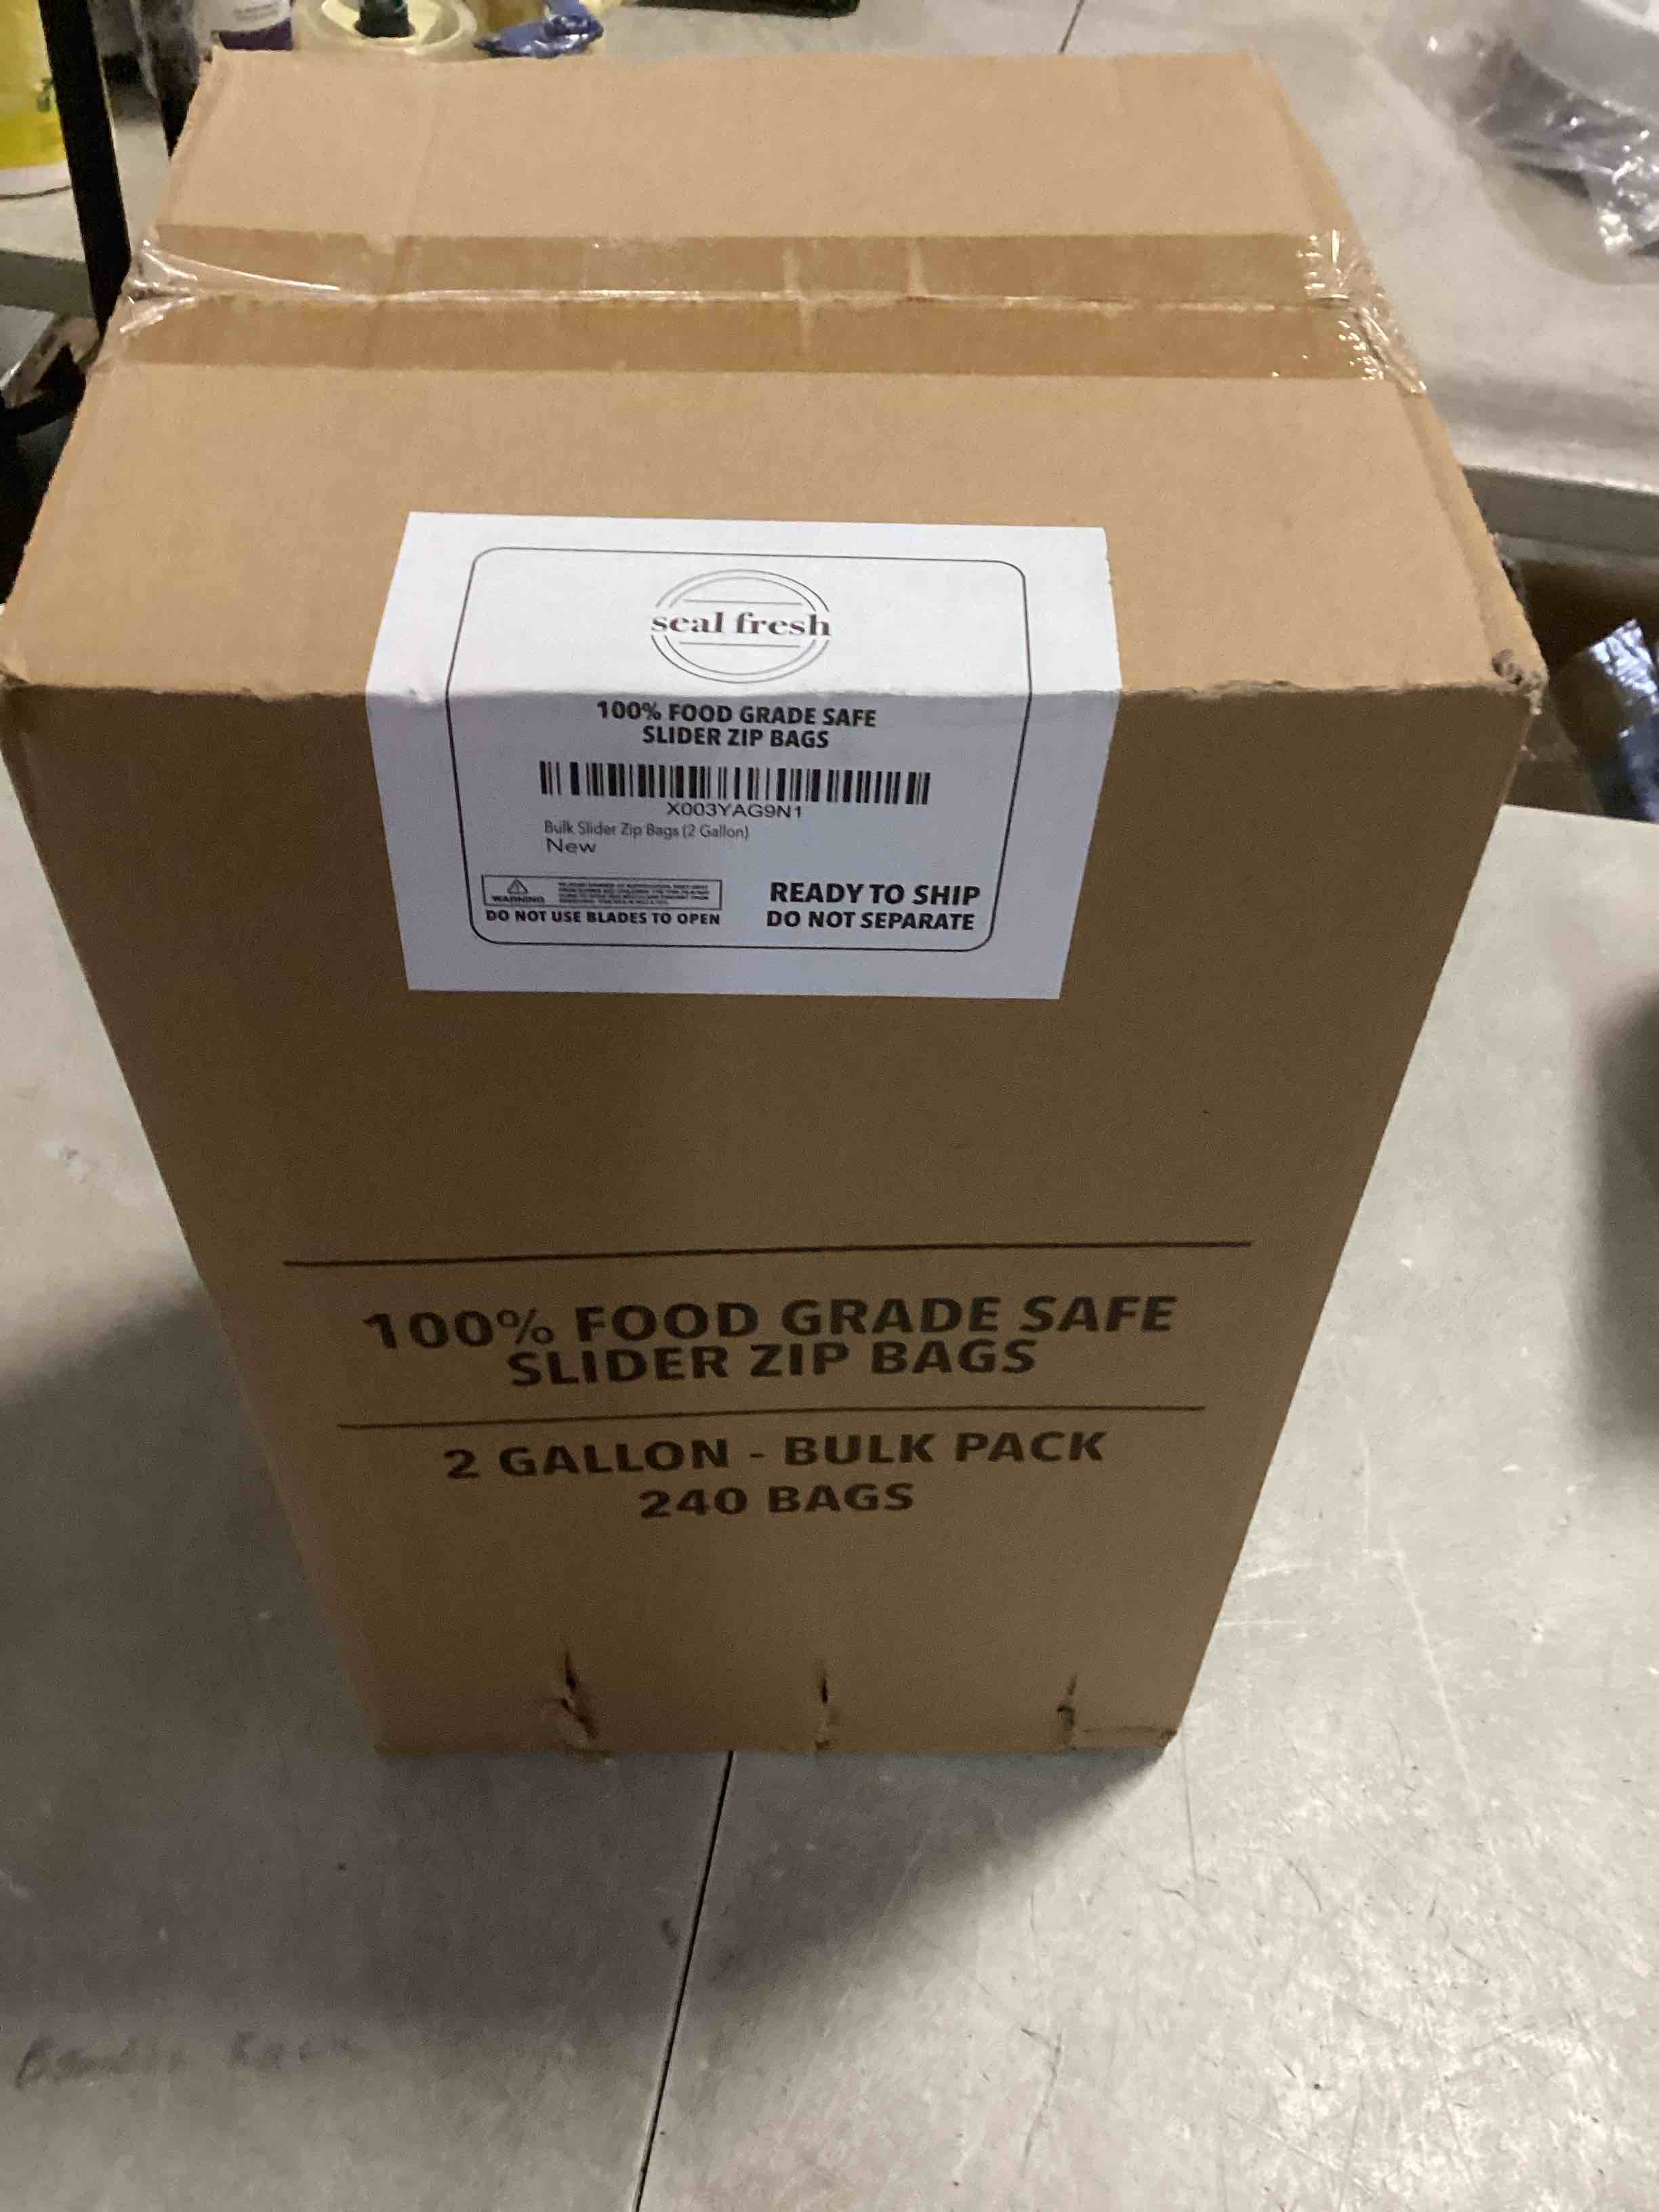 seal fresh
100% FOOD GRADE SAFE
SLIDER ZIP BAGS
X003YAG9N1
Bulk Slider Zip Bags (2 Gallon)
New
WARNING
DO NOT USE BLADES TO OPEN
READY TO SHIP
DO NOT SEPARATE
100% FOOD GRADE SAFE
SLIDER ZIP BAGS
2 GALLON - BULK PACK
240 BAGS